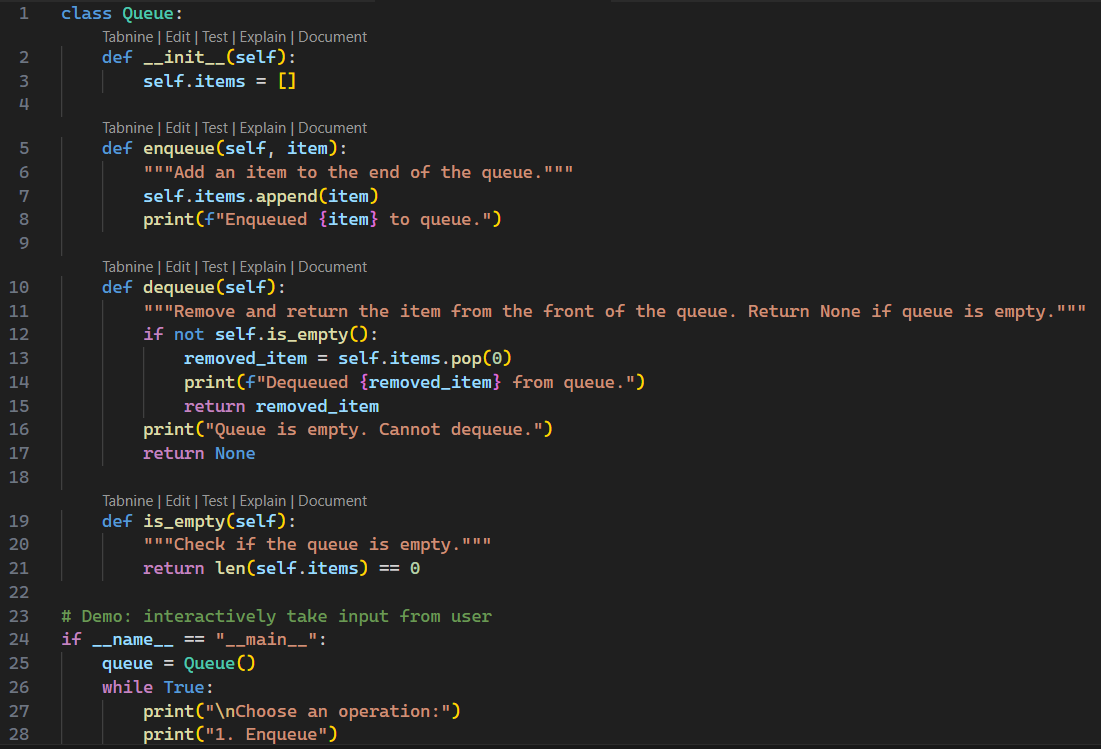 1 class Queue:
Tabnine | Edit | Test | Explain | Document
2     def __init__(self):
3         self.items = []
4
Tabnine | Edit | Test | Explain | Document
5     def enqueue(self, item):
6         """Add an item to the end of the queue."""
7         self.items.append(item)
8         print(f"Enqueued {item} to queue.")
9
Tabnine | Edit | Test | Explain | Document
10     def dequeue(self):
11         """Remove and return the item from the front of the queue. Return None if queue is empty."""
12         if not self.is_empty():
13             removed_item = self.items.pop(0)
14             print(f"Dequeued {removed_item} from queue.")
15             return removed_item
16         print("Queue is empty. Cannot dequeue.")
17         return None
18
Tabnine | Edit | Test | Explain | Document
19     def is_empty(self):
20         """Check if the queue is empty."""
21         return len(self.items) == 0
22
23 # Demo: interactively take input from user
24 if __name__ == "__main__":
25     queue = Queue()
26     while True:
27         print("\nChoose an operation:")
28         print("1. Enqueue")